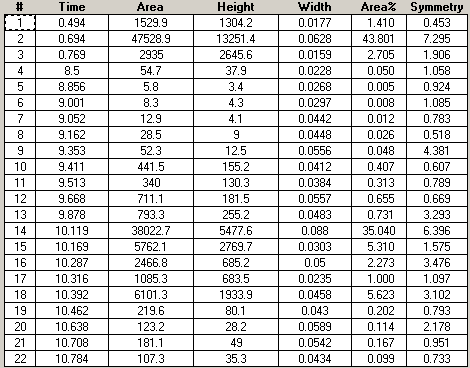 # Time Area Height Width Area% Symmetry
1 0.494 1529.9 1304.2 0.0177 1.410 0.453
2 0.694 47528.9 13251.4 0.0628 43.801 7.295
3 0.769 2935 2645.6 0.0159 2.705 1.906
4 8.5 54.7 37.9 0.0228 0.050 1.058
5 8.856 5.8 3.4 0.0268 0.005 0.924
6 9.001 8.3 4.3 0.0297 0.008 1.085
7 9.052 12.9 4.1 0.0442 0.012 0.783
8 9.162 28.5 9 0.0448 0.026 0.518
9 9.353 52.3 12.5 0.0556 0.048 4.381
10 9.411 441.5 155.2 0.0412 0.407 0.607
11 9.513 340 130.3 0.0384 0.313 0.789
12 9.668 711.1 181.5 0.0557 0.655 0.669
13 9.878 793.3 255.2 0.0483 0.731 3.293
14 10.119 38022.7 5477.6 0.088 35.040 6.396
15 10.169 5762.1 2769.7 0.0303 5.310 1.575
16 10.287 2466.8 685.2 0.05 2.273 3.476
17 10.316 1085.3 683.5 0.0235 1.000 1.097
18 10.392 6101.3 1933.9 0.0458 5.623 3.102
19 10.462 219.6 80.1 0.043 0.202 0.793
20 10.638 123.2 28.2 0.0589 0.114 2.178
21 10.708 181.1 49 0.0542 0.167 0.951
22 10.784 107.3 35.3 0.0434 0.099 0.733